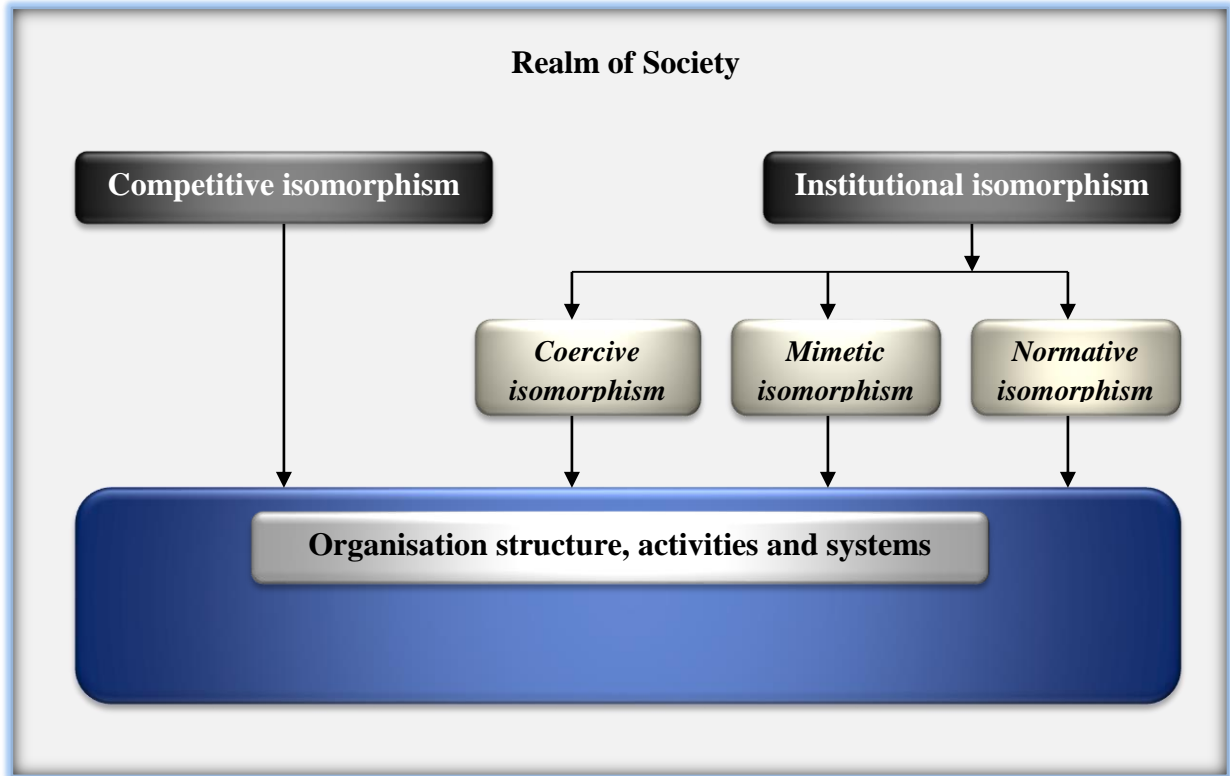 Realm of Society
Competitive isomorphism
Institutional isomorphism
Coercive
isomorphism
Mimetic
isomorphism
Normative
isomorphism
Organisation structure, activities and systems